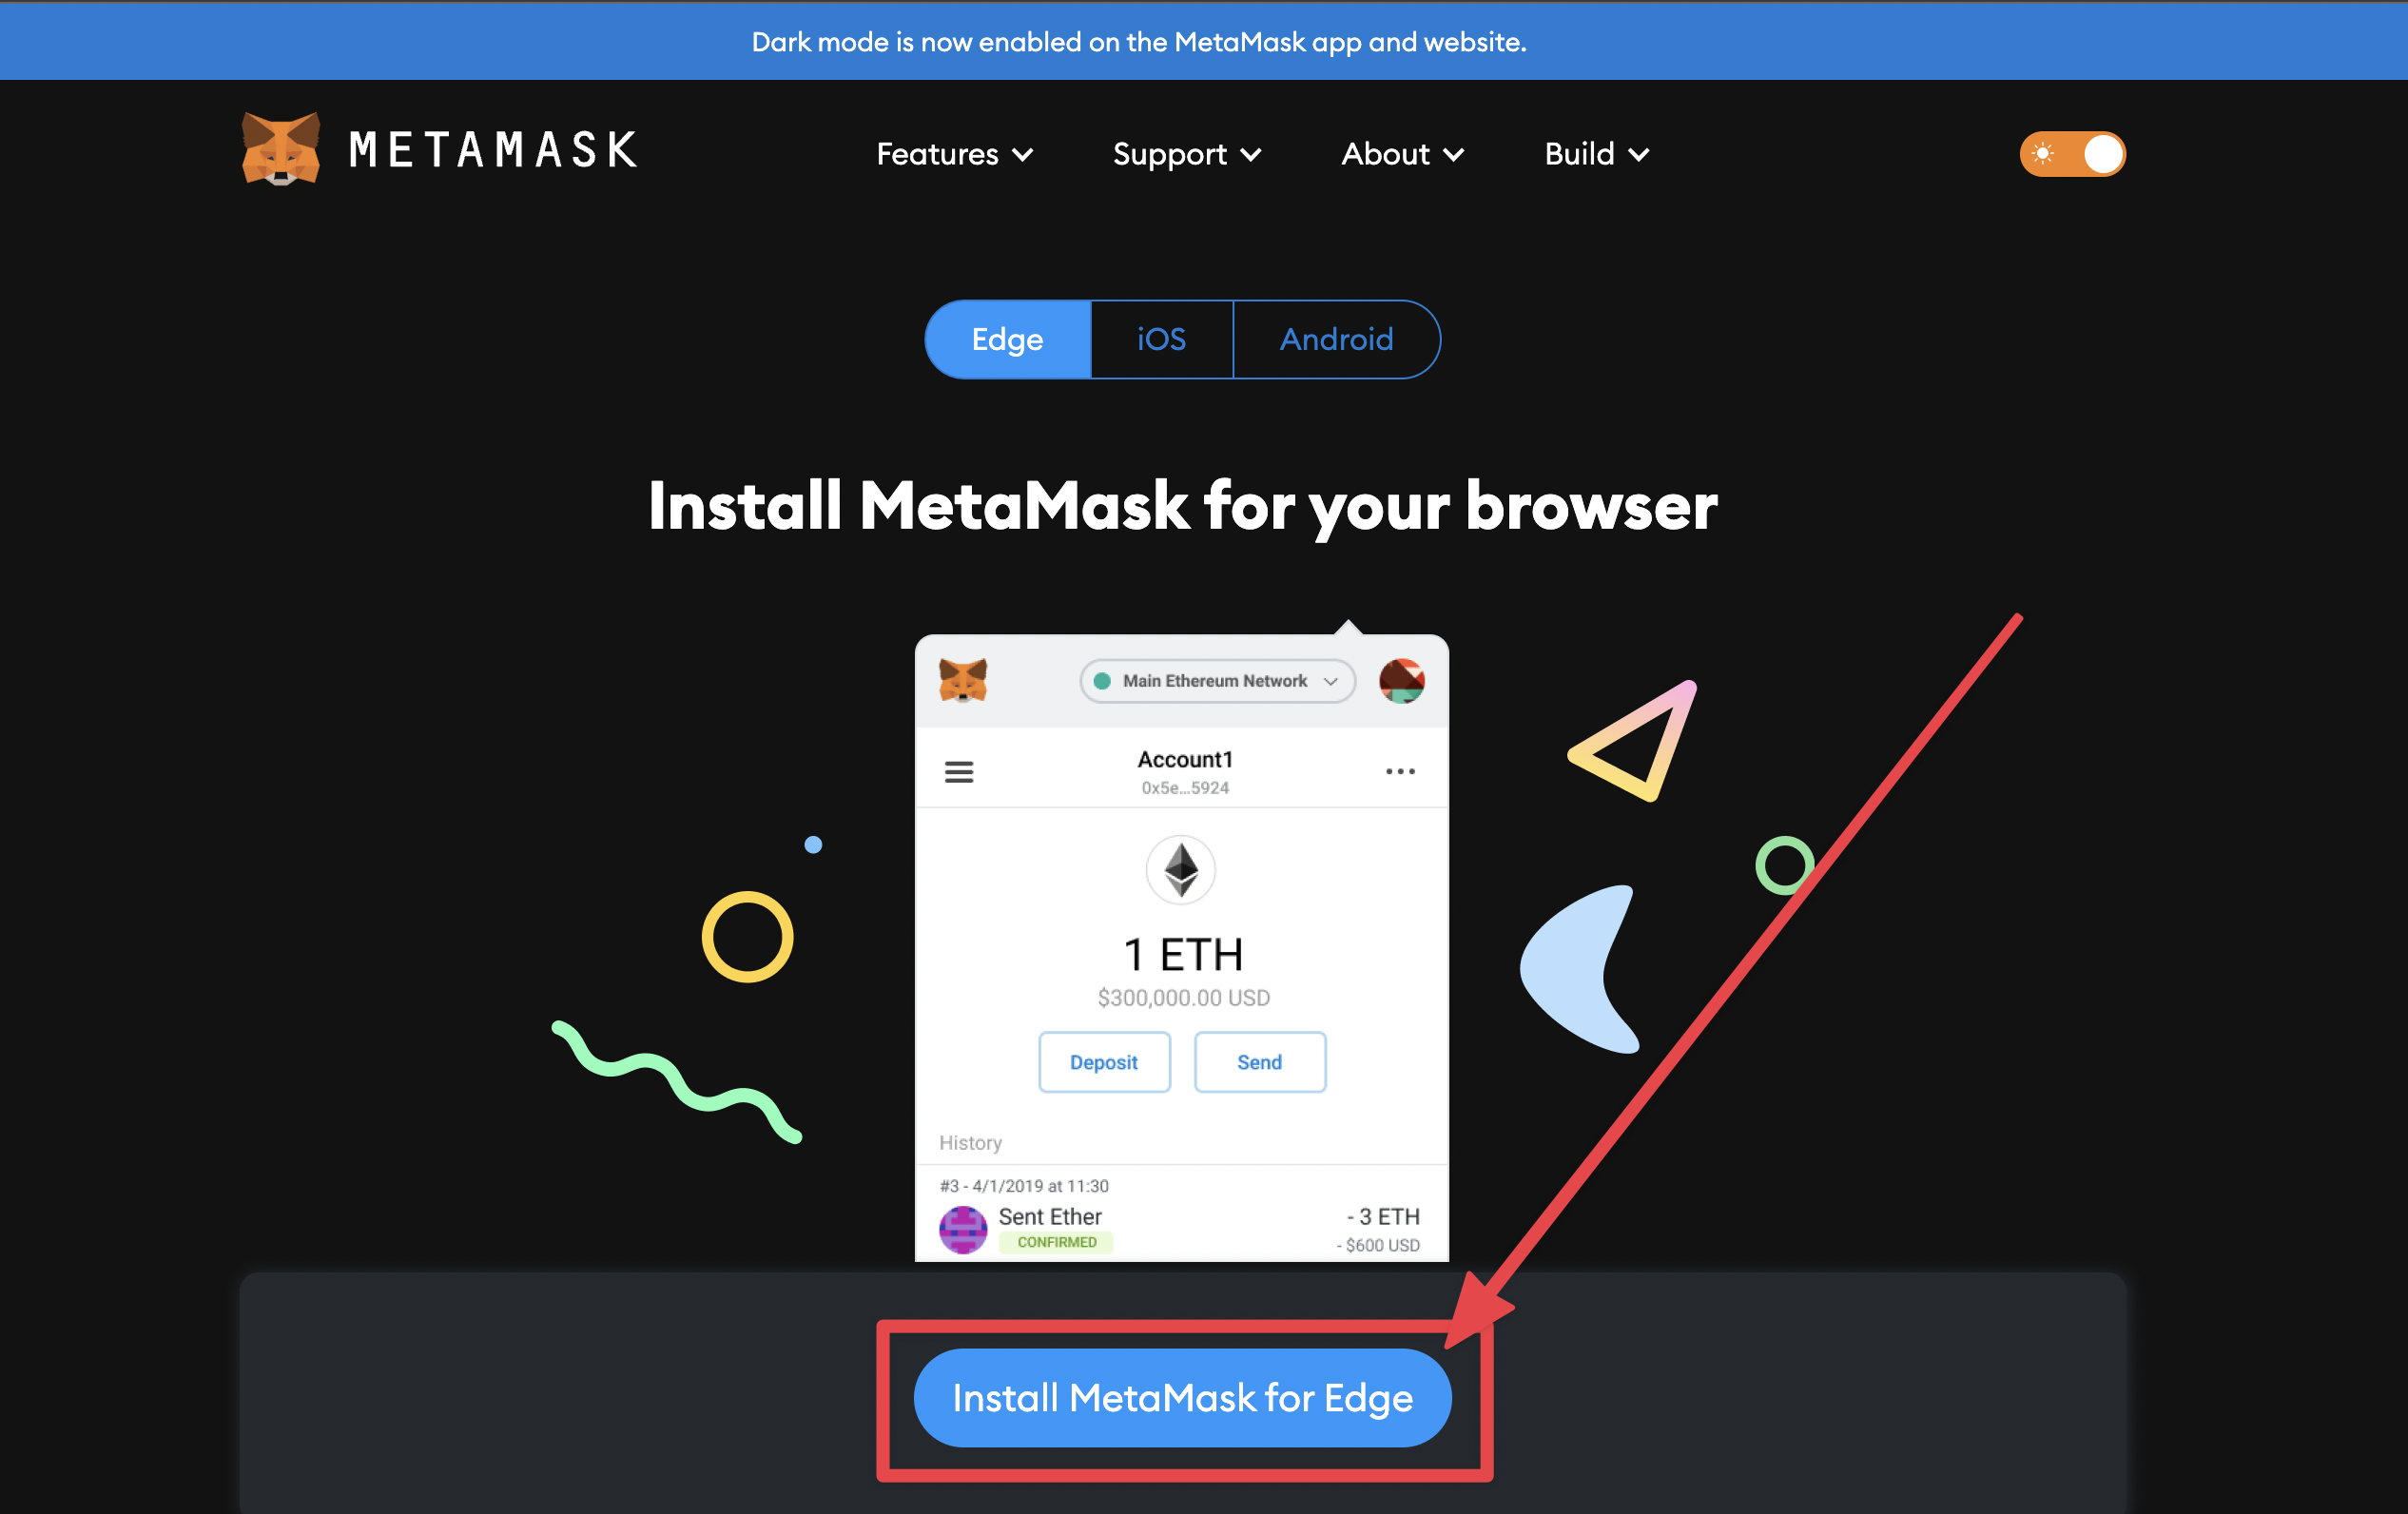 Dark mode is now enabled on the MetaMask app and website.
METAMASK
Features
Support
About
Build
Edge
iOS
Android
Install MetaMask for your browser
Main Ethereum Network
Account1
0x5e...5924
1 ETH
$300,000.00 USD
Deposit
Send
History
#3 - 4/1/2019 at 11:30
Sent Ether
- 3 ETH
CONFIRMED
- $600 USD
Install MetaMask for Edge